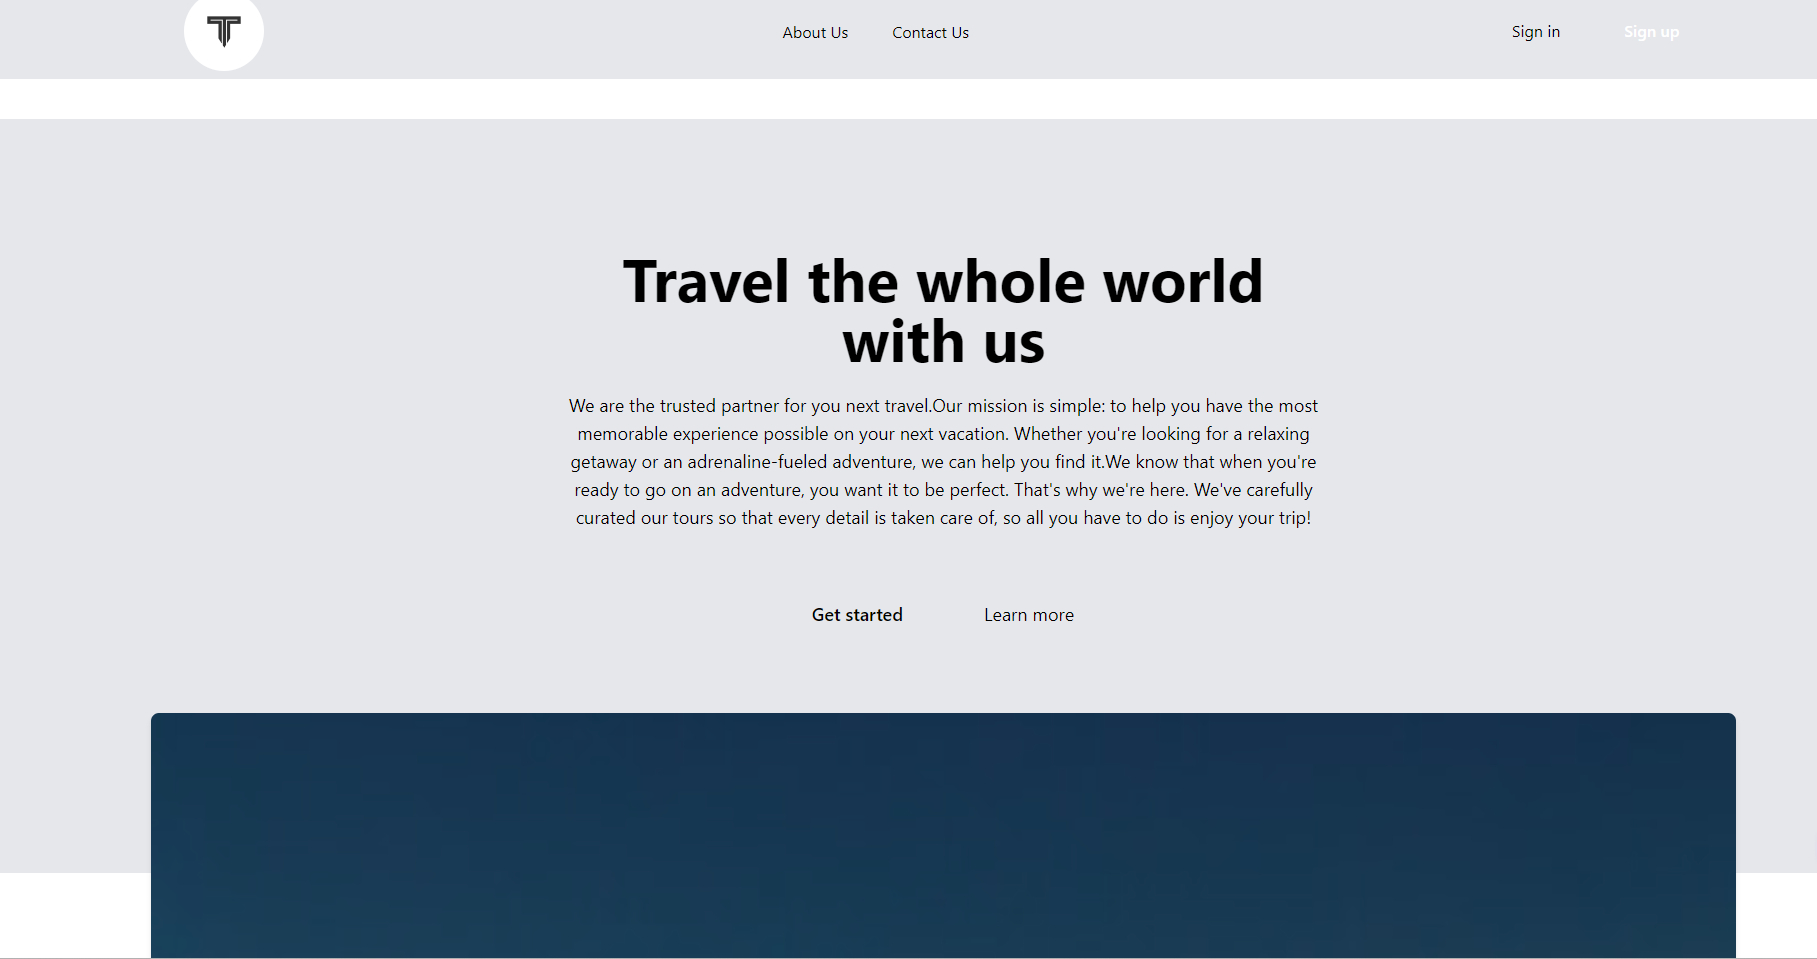 About Us
Contact Us
Sign in
Sign up
Travel the whole world
with us
We are the trusted partner for you next travel.Our mission is simple: to help you have the most
memorable experience possible on your next vacation. Whether you're looking for a relaxing
getaway or an adrenaline-fueled adventure, we can help you find it.We know that when you're
ready to go on an adventure, you want it to be perfect. That's why we're here. We've carefully
curated our tours so that every detail is taken care of, so all you have to do is enjoy your trip!
Get started
Learn more